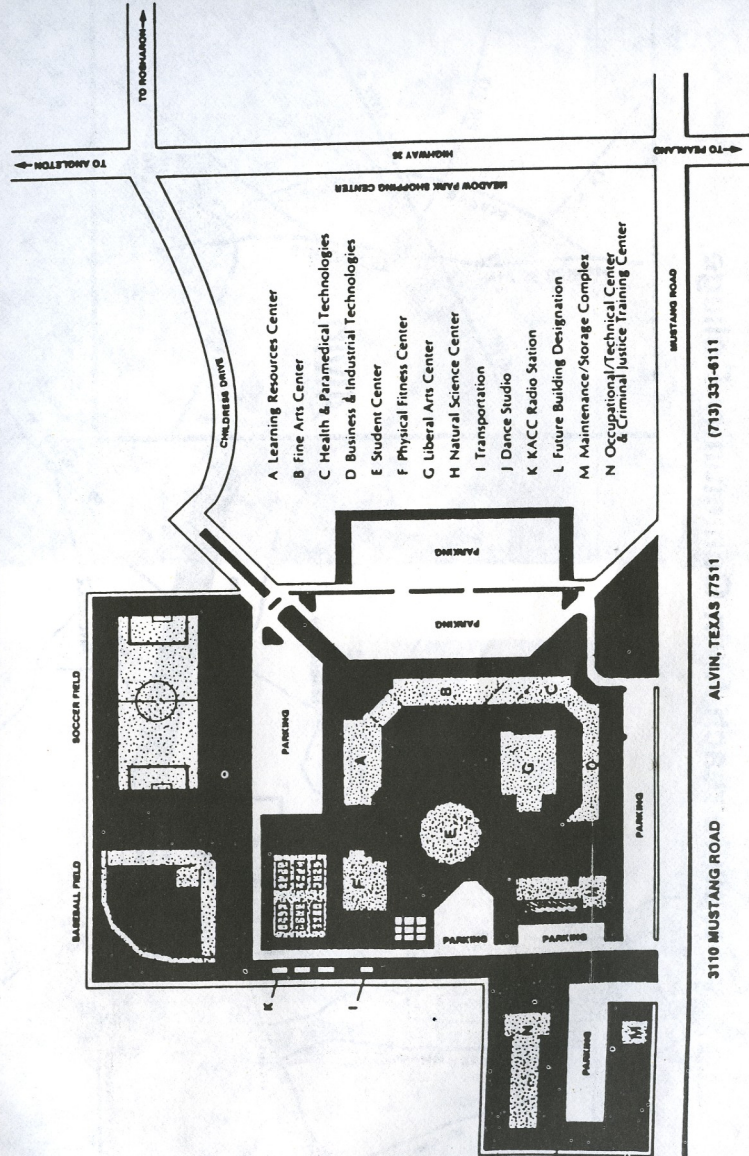 TO ROSHARON
TO ANGLETON
HIGHWAY 35
TO PEARLAND
MEADOW PARK SHOPPING CENTER
CHILDRESS DRIVE
MUSTANG ROAD
A Learning Resources Center
B Fine Arts Center
C Health & Paramedical Technologies
D Business & Industrial Technologies
E Student Center
F Physical Fitness Center
G Liberal Arts Center
H Natural Science Center
I Transportation
J Dance Studio
K KACC Radio Station
L Future Building Designation
M Maintenance/Storage Complex
N Occupational/Technical Center
& Criminal Justice Training Center
SOCCER FIELD
BASEBALL FIELD
PARKING
PARKING
PARKING
A
B
C
D
E
F
G
H
PARKING
PARKING
PARKING
K
I
N
PARKING
M
3110 MUSTANG ROAD ALVIN, TEXAS 77511 (713) 331-6111